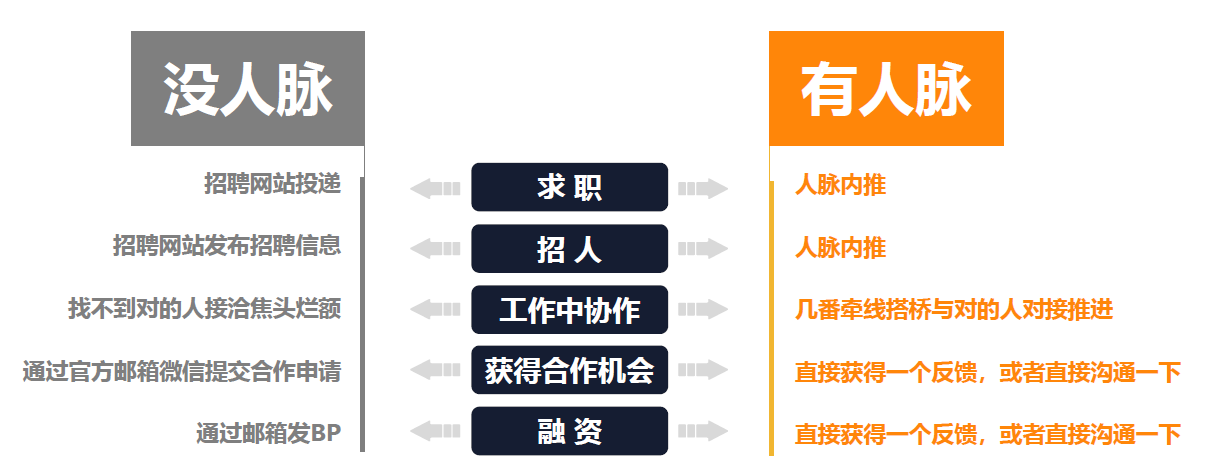 没人脉
有人脉
招聘网站投递
求 职
人脉内推
招聘网站发布招聘信息
招 人
人脉内推
找不到对的人接洽焦头烂额
工作中协作
几番牵线搭桥与对的人对接推进
通过官方邮箱微信提交合作申请
获得合作机会
直接获得一个反馈，或者直接沟通一下
通过邮箱发BP
融 资
直接获得一个反馈，或者直接沟通一下